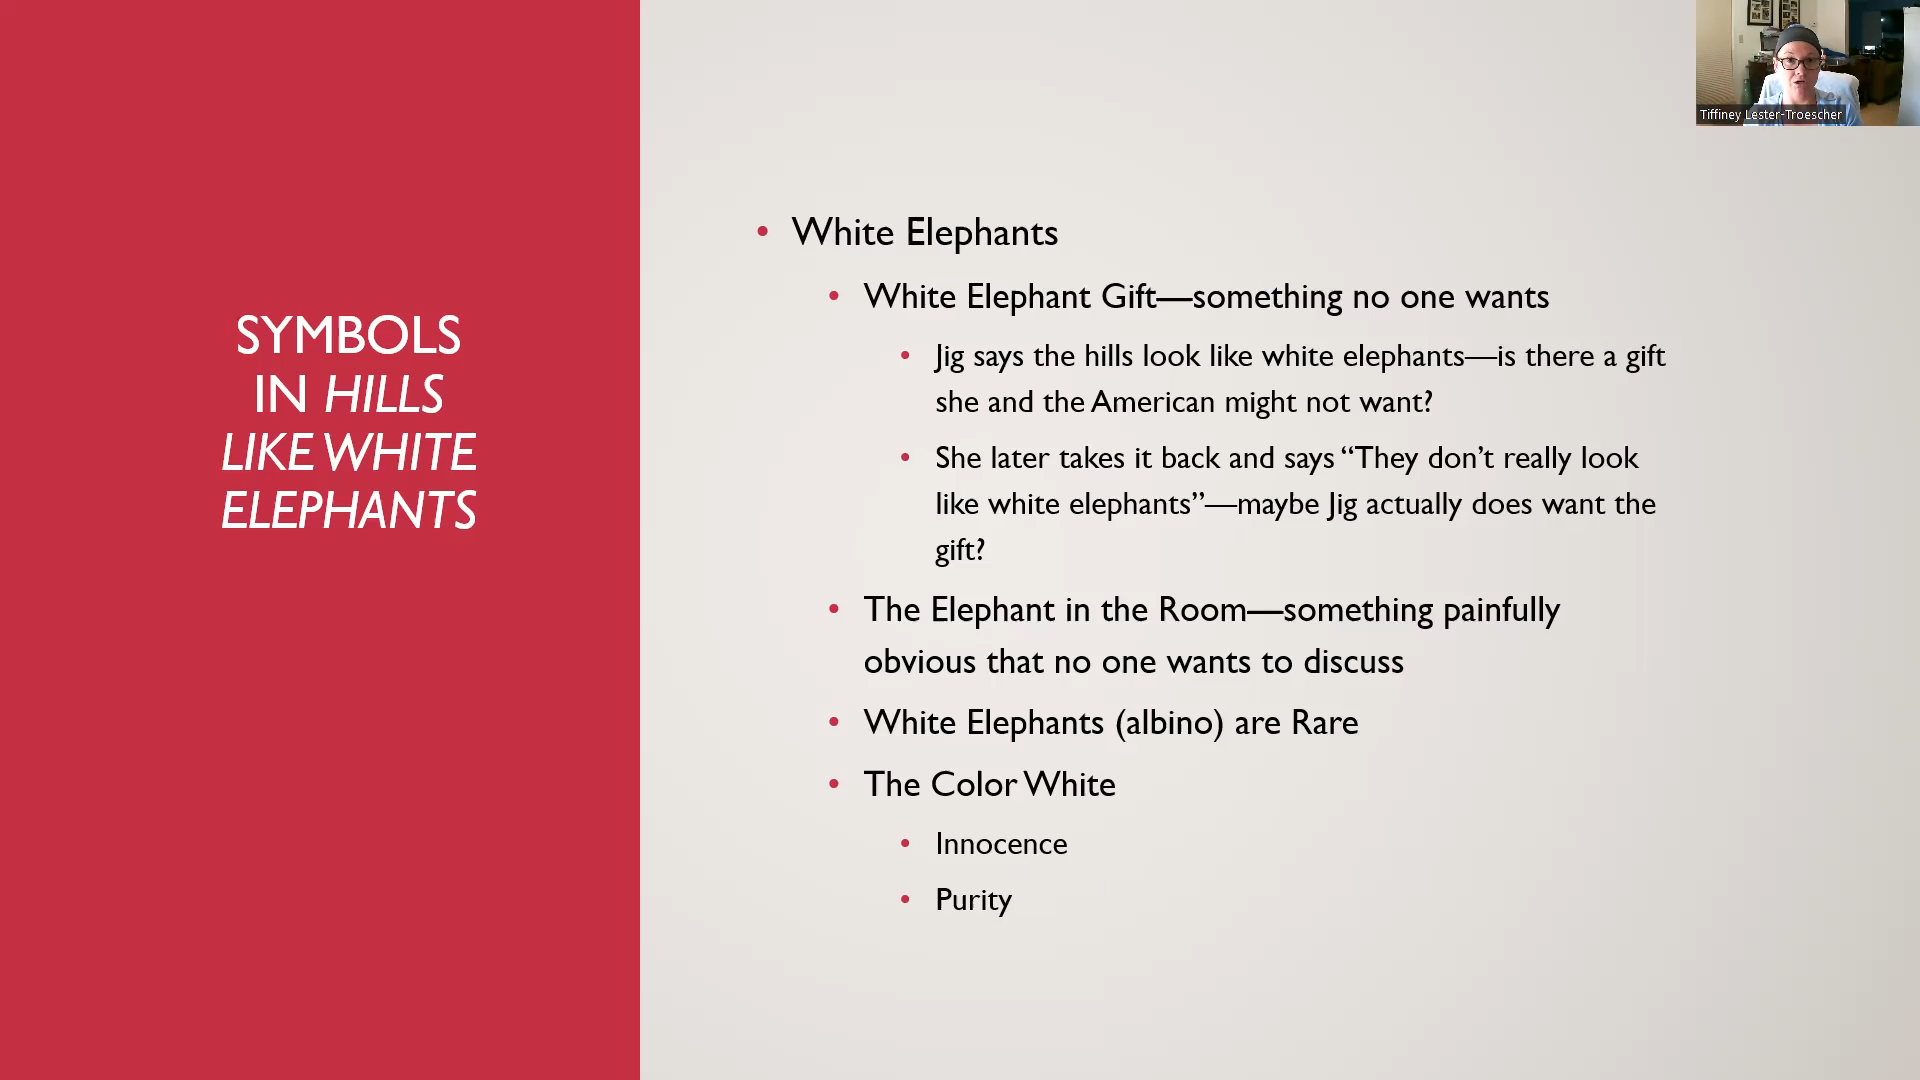 SYMBOLS
IN HILLS
LIKE WHITE
ELEPHANTS
• White Elephants
• White Elephant Gift—something no one wants
• Jig says the hills look like white elephants—is there a gift
she and the American might not want?
• She later takes it back and says “They don’t really look
like white elephants”—maybe Jig actually does want the
gift?
• The Elephant in the Room—something painfully
obvious that no one wants to discuss
• White Elephants (albino) are Rare
• The Color White
• Innocence
• Purity
Tiffiney Lester-Troescher